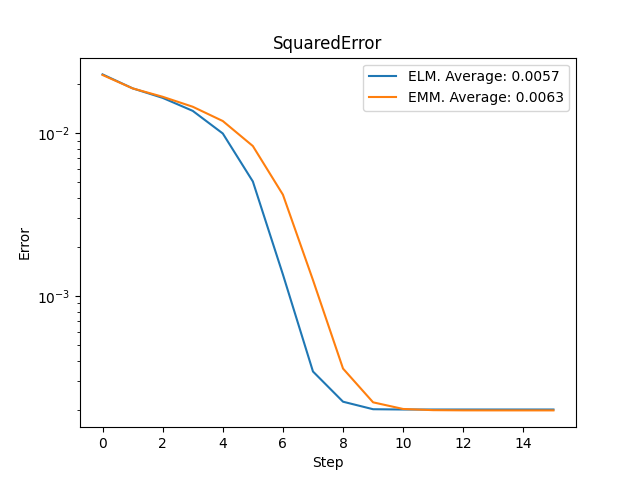 SquaredError
ELM. Average: 0.0057
EMM. Average: 0.0063
Error
10⁻²
10⁻³
0 2 4 6 8 10 12 14
Step